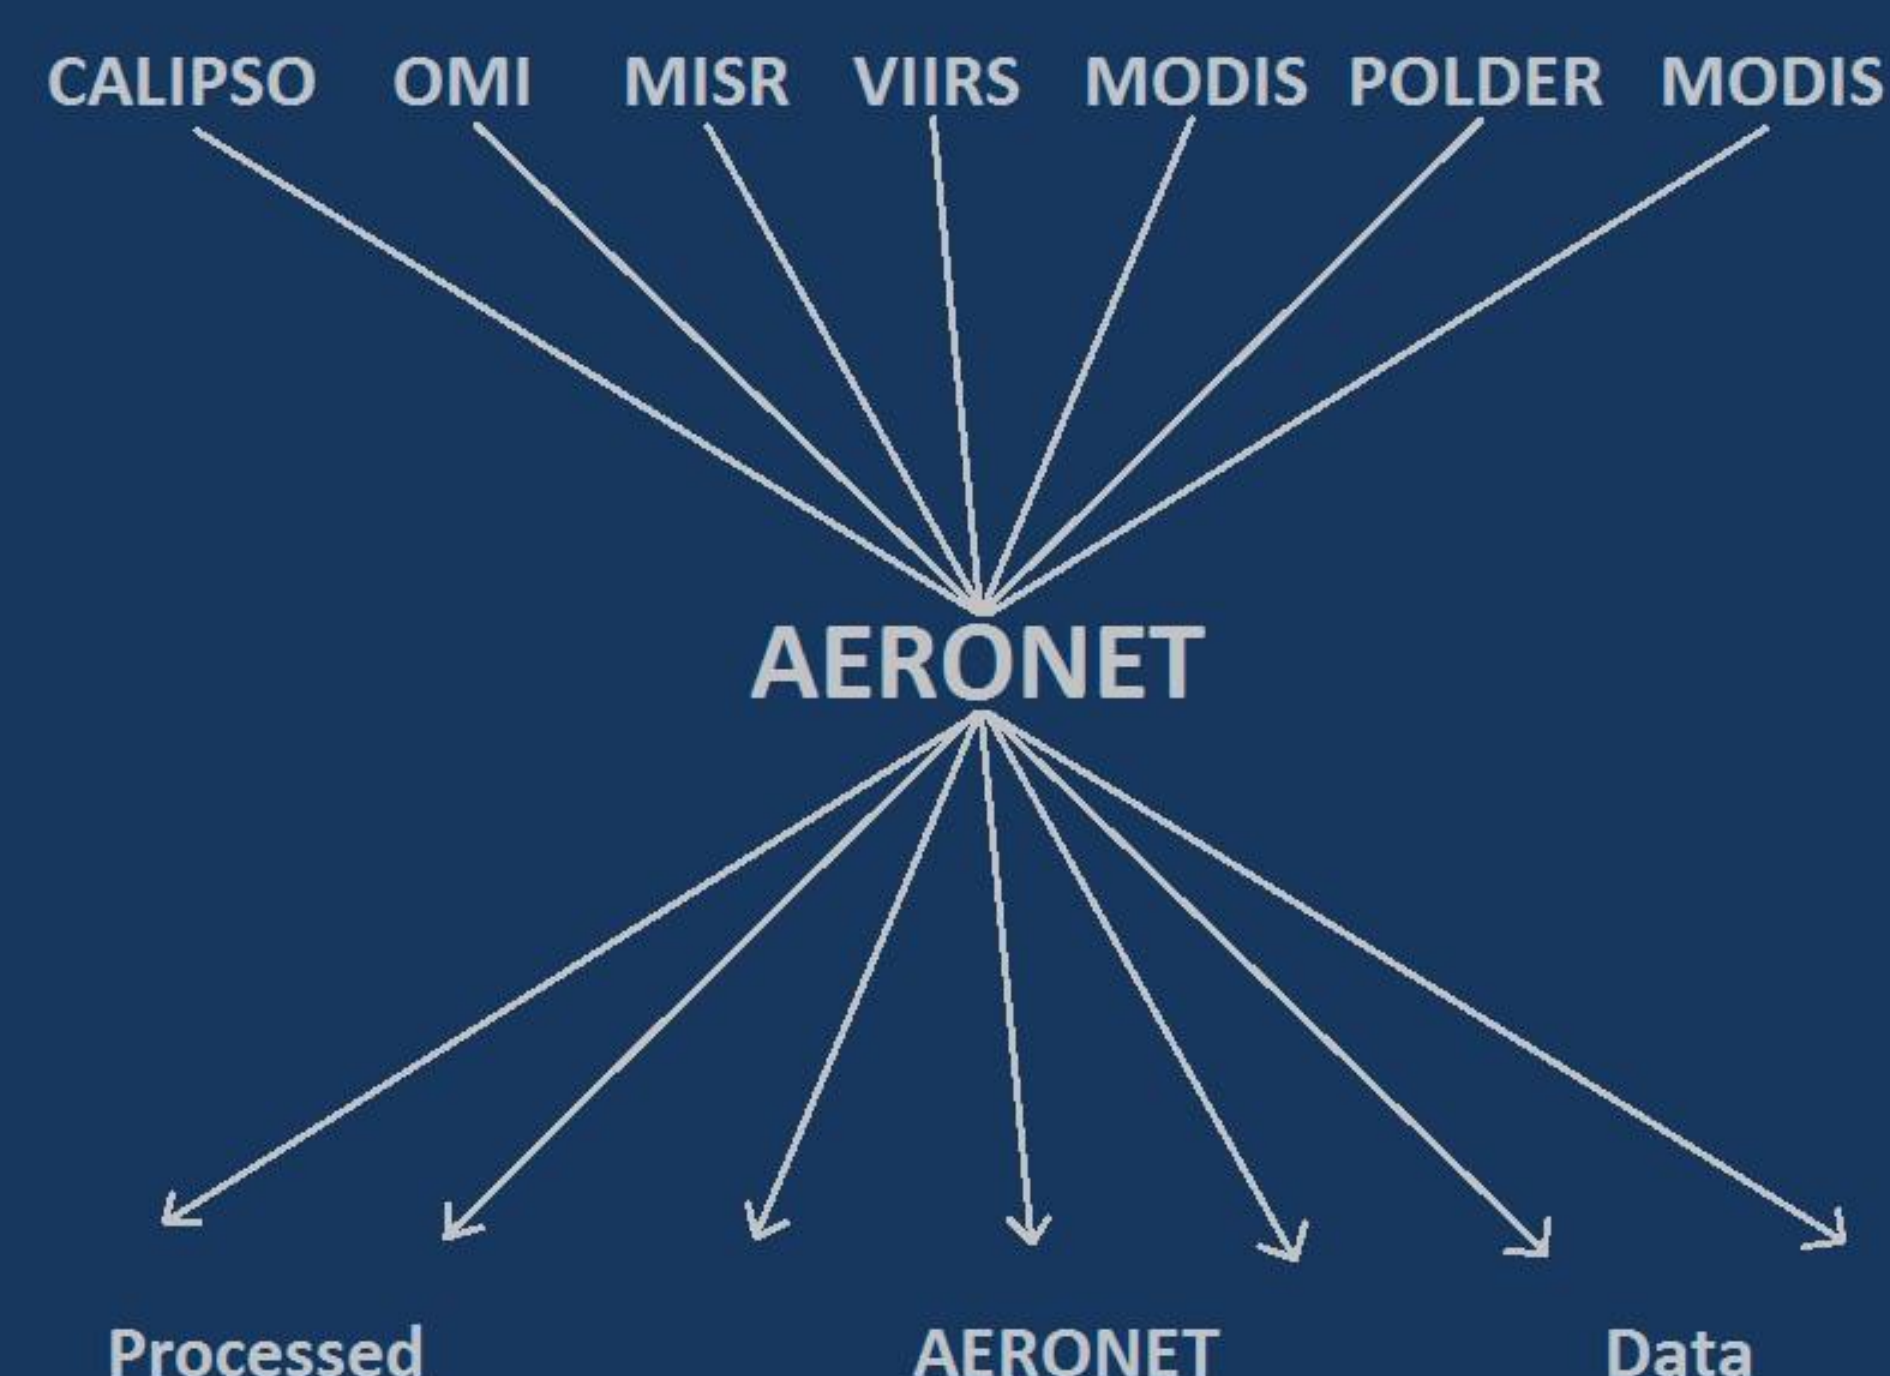 CALIPSO OMI MISR VIIRS MODIS POLDER MODIS
AERONET
Processed AERONET Data